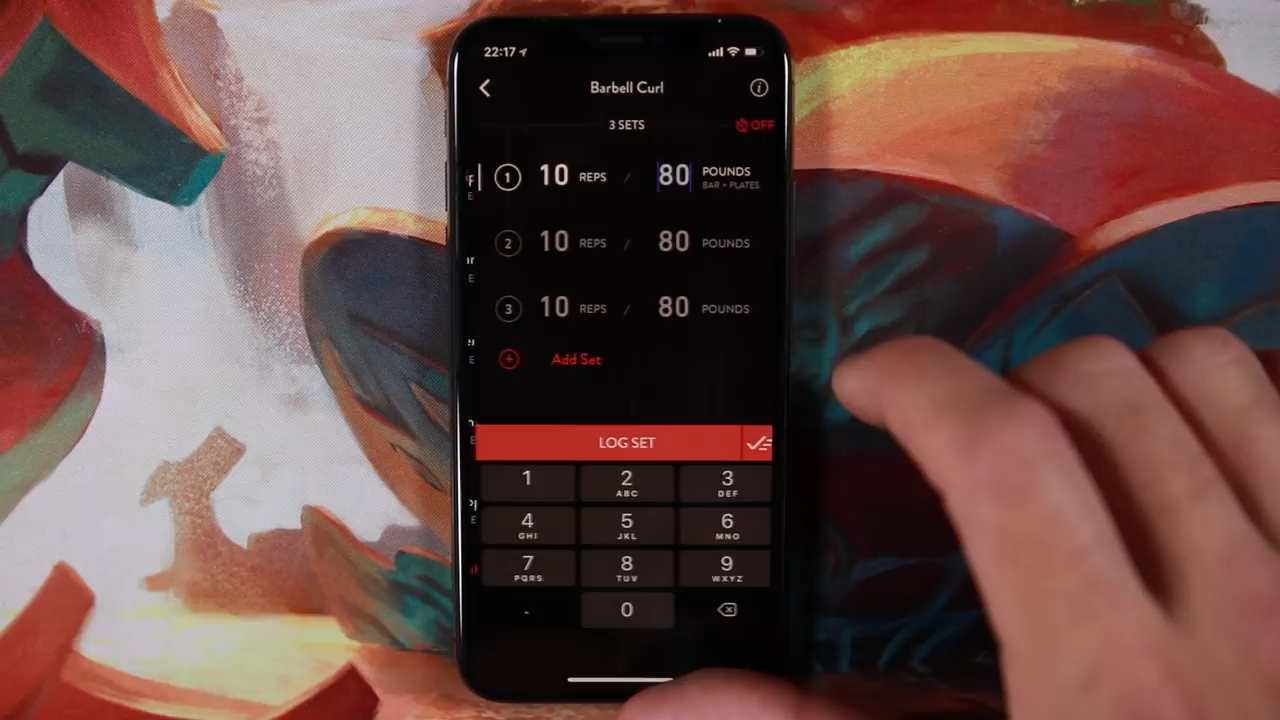 22:17
Barbell Curl
3 SETS
OFF
1 10 REPS / 80 POUNDS
BAR + PLATES
2 10 REPS / 80 POUNDS
3 10 REPS / 80 POUNDS
+ Add Set
LOG SET
1 2 3
ABC DEF
4 5 6
GHI JKL MNO
7 8 9
PQRS TUV WXYZ
. 0